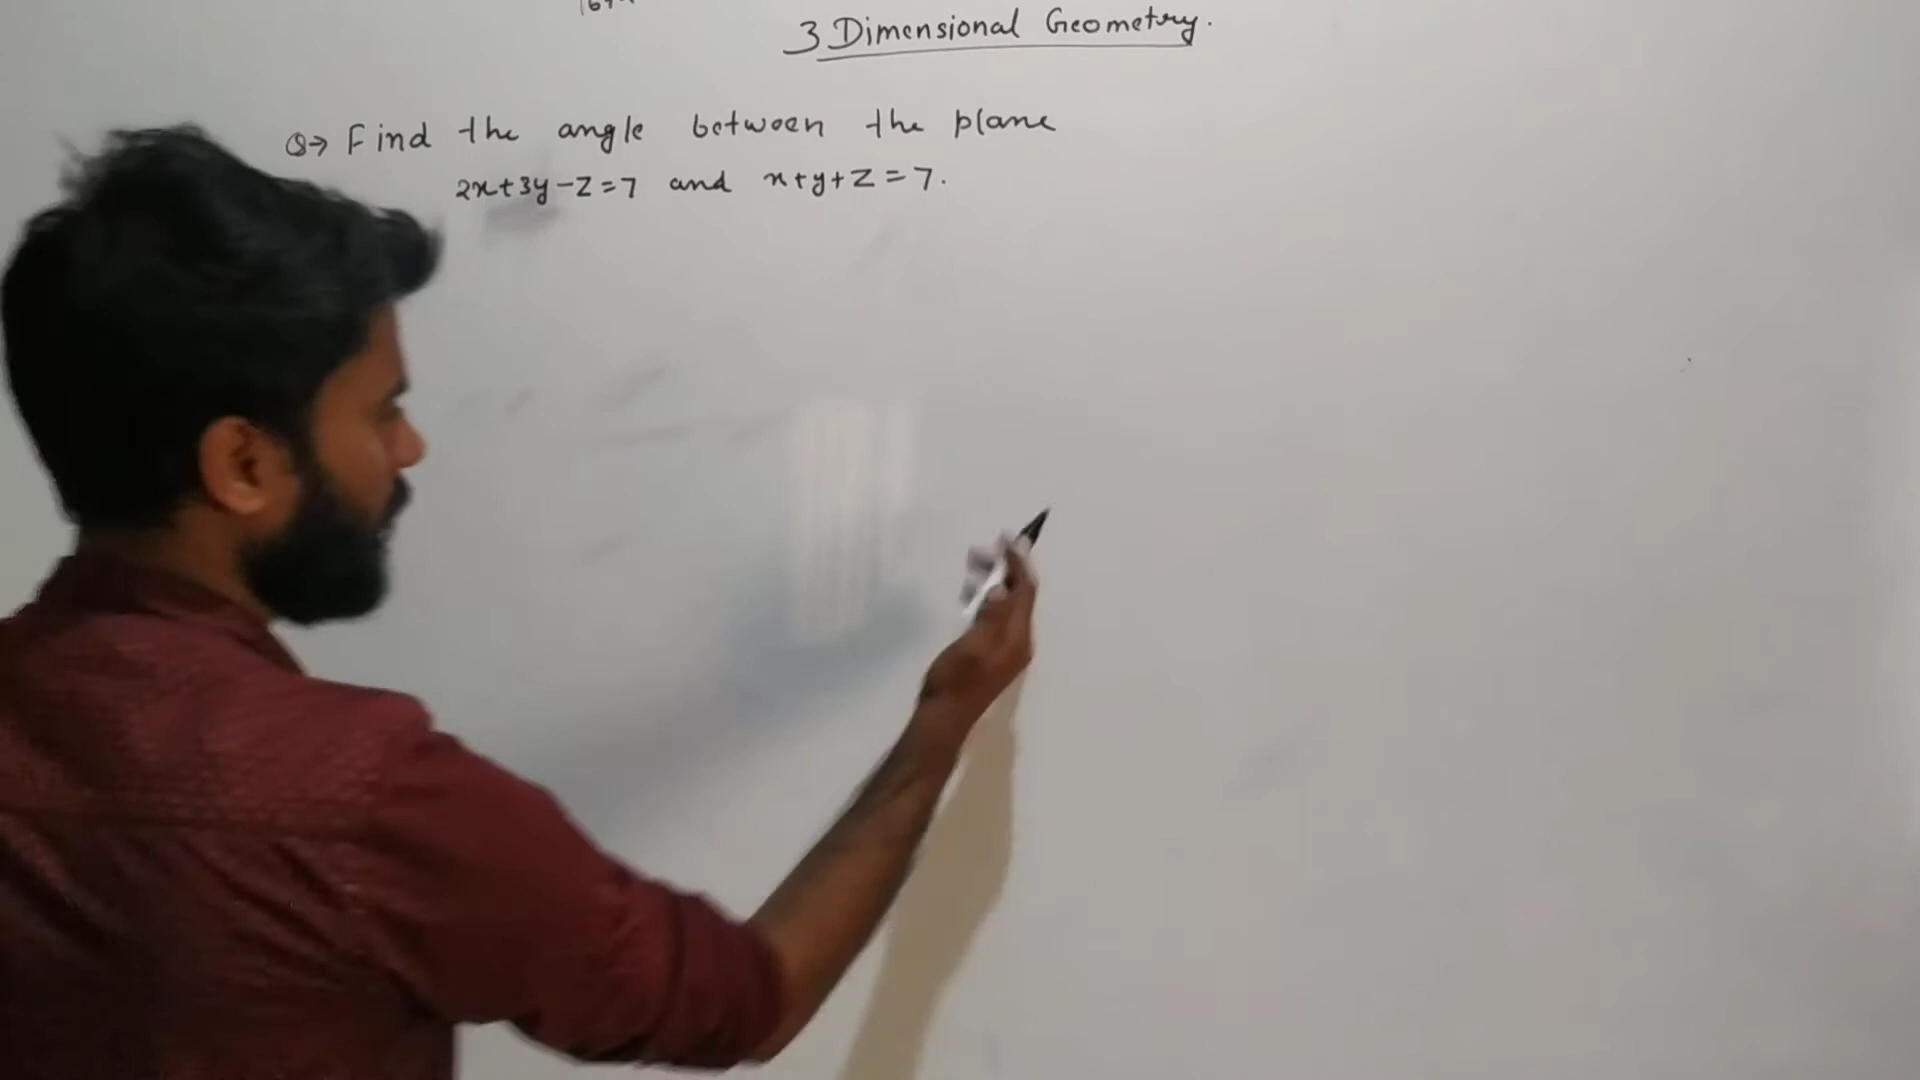 3 Dimensional Geometry.
Q→ Find the angle between the plane
2x+3y-z=7 and x+y+z=7.